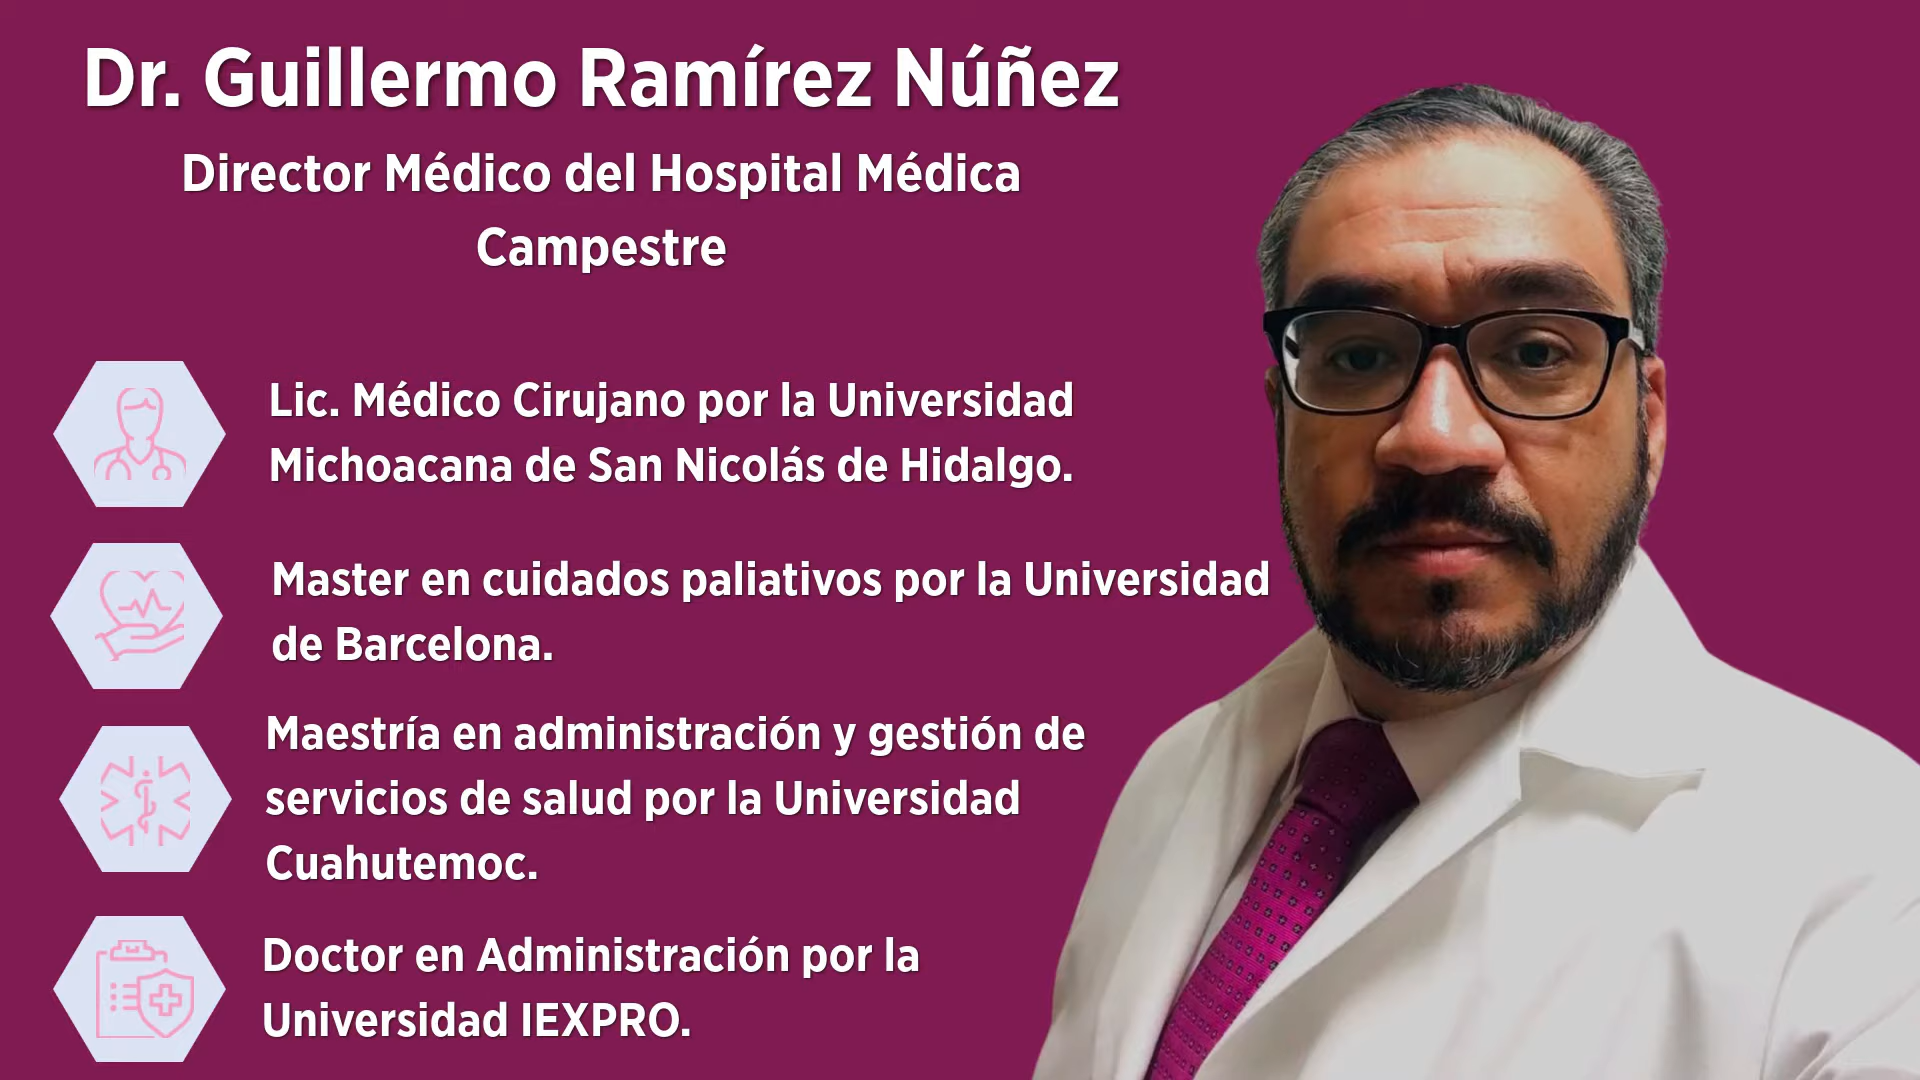 Dr. Guillermo Ramírez Núñez
Director Médico del Hospital Médica
Campestre
Lic. Médico Cirujano por la Universidad
Michoacana de San Nicolás de Hidalgo.
Master en cuidados paliativos por la Universidad
de Barcelona.
Maestría en administración y gestión de
servicios de salud por la Universidad
Cuahutemoc.
Doctor en Administración por la
Universidad IEXPRO.